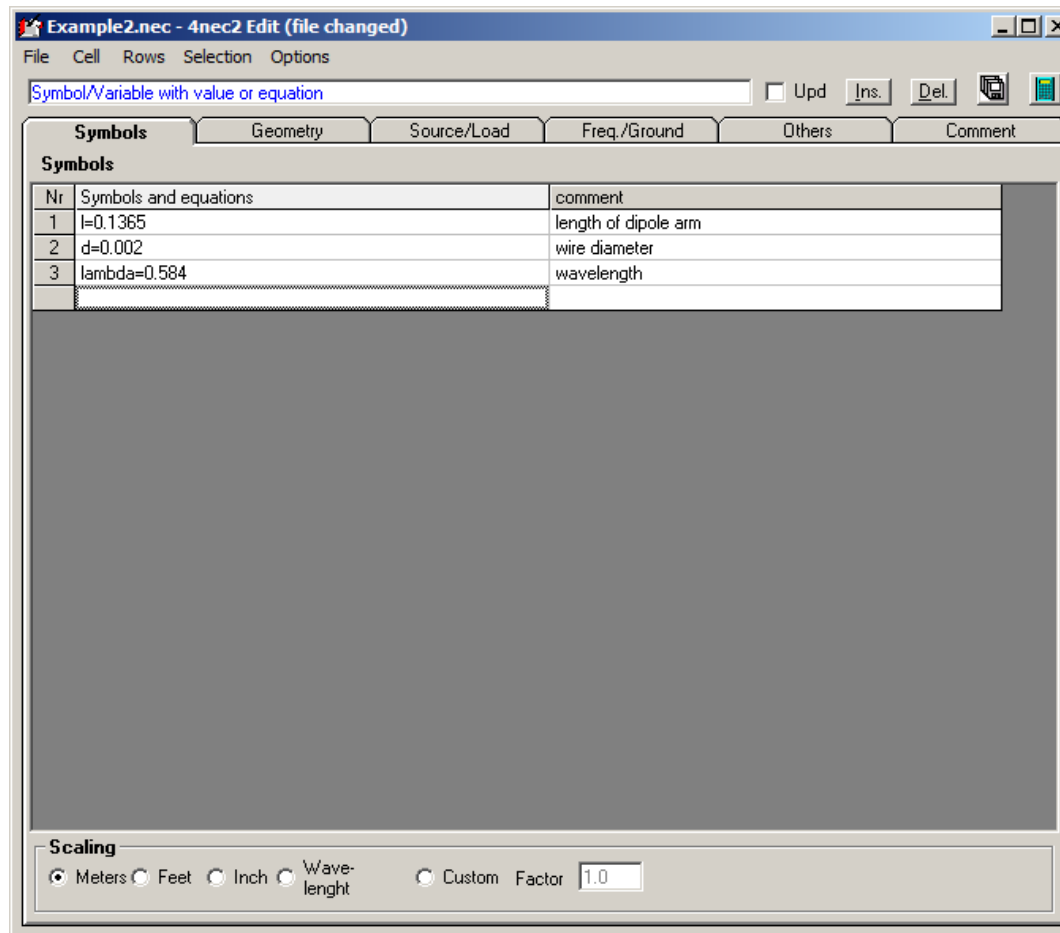 Example2.nec - 4nec2 Edit (file changed)
File Cell Rows Selection Options
Symbol/Variable with value or equation Upd Ins. Del.
Symbols Geometry Source/Load Freq./Ground Others Comment
Symbols
Nr Symbols and equations comment
1 l=0.1365 length of dipole arm
2 d=0.002 wire diameter
3 lambda=0.584 wavelength
Scaling
Meters Feet Inch Wave-
lenght Custom Factor 1.0